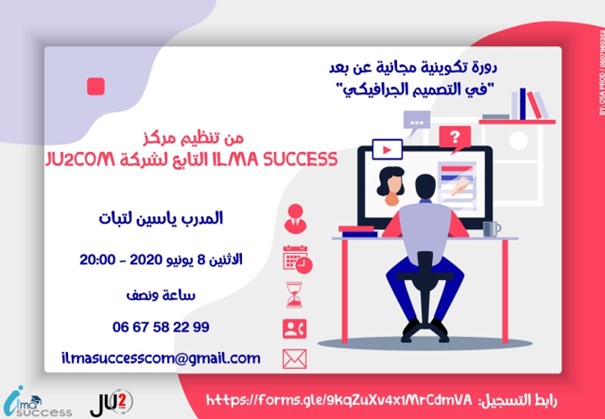 دورة تكوينية مجانية عن بعد
"في التصميم الجرافيكي"
من تنظيم مركز
ILMA SUCCESS التابع لشركة JU2COM
المدرب ياسين لتبات
الاثنين 8 يونيو 2020 - 20:00
ساعة ونصف
06 67 58 22 99
ilmasuccesscom@gmail.com
رابط التسجيل: https://forms.gle/9kqZuXv4x1MrCdmVA
ilma success
JU2